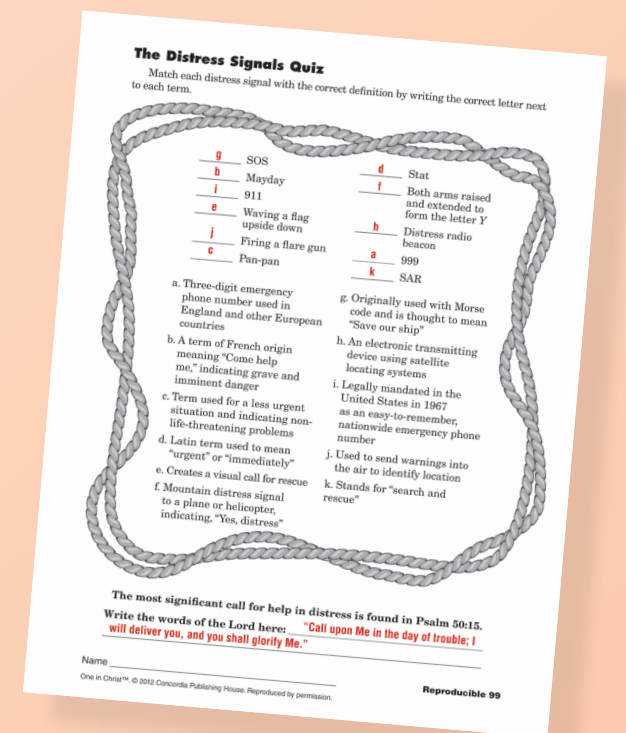 The Distress Signals Quiz
Match each distress signal with the correct definition by writing the correct letter next
to each term.
g SOS
b Mayday
i 911
e Waving a flag
upside down
j Firing a flare gun
c Pan-pan
d Stat
f Both arms raised
and extended to
form the letter Y
h Distress radio
beacon
a 999
k SAR
a. Three-digit emergency
phone number used in
England and other European
countries
b. A term of French origin
meaning “Come help
me,” indicating grave and
imminent danger
c. Term used for a less urgent
situation and indicating non-
life-threatening problems
d. Latin term used to mean
“urgent” or “immediately”
e. Creates a visual call for rescue
f. Mountain distress signal
to a plane or helicopter,
indicating, “Yes, distress”
g. Originally used with Morse
code and is thought to mean
“Save our ship”
h. An electronic transmitting
device using satellite
locating systems
i. Legally mandated in the
United States in 1967
as an easy-to-remember,
nationwide emergency phone
number
j. Used to send warnings into
the air to identify location
k. Stands for “search and
rescue”
The most significant call for help in distress is found in Psalm 50:15.
Write the words of the Lord here: “Call upon Me in the day of trouble; I
will deliver you, and you shall glorify Me.”
Name
One in Christ™. © 2012 Concordia Publishing House. Reproduced by permission.
Reproducible 99